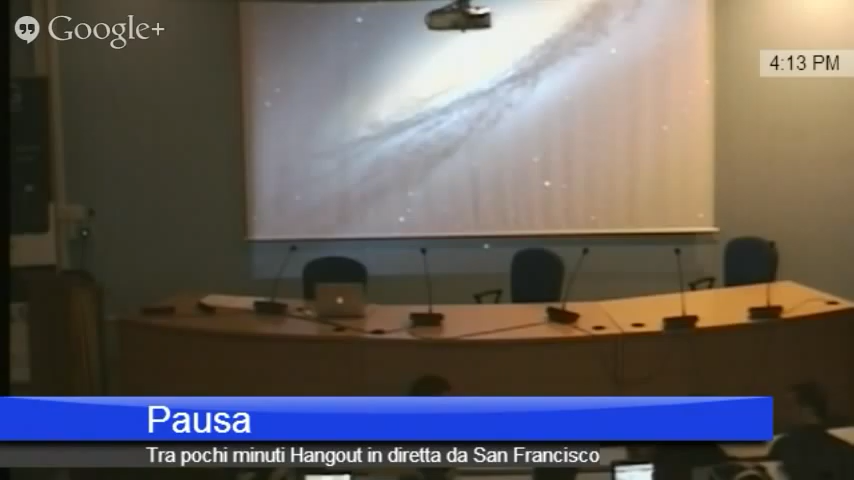 Google+
4:13 PM
Pausa
Tra pochi minuti Hangout in diretta da San Francisco